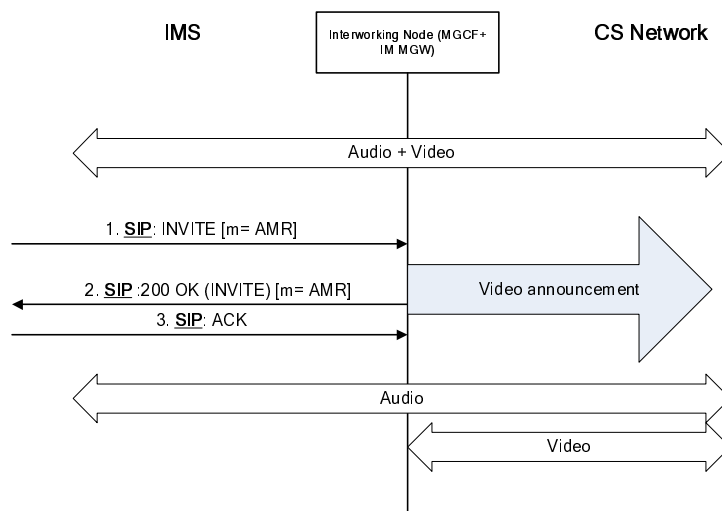 IMS
Interworking Node (MGCF+
IM MGW)
CS Network
Audio + Video
1. SIP: INVITE [m= AMR]
2. SIP :200 OK (INVITE) [m= AMR]
Video announcement
3. SIP: ACK
Audio
Video